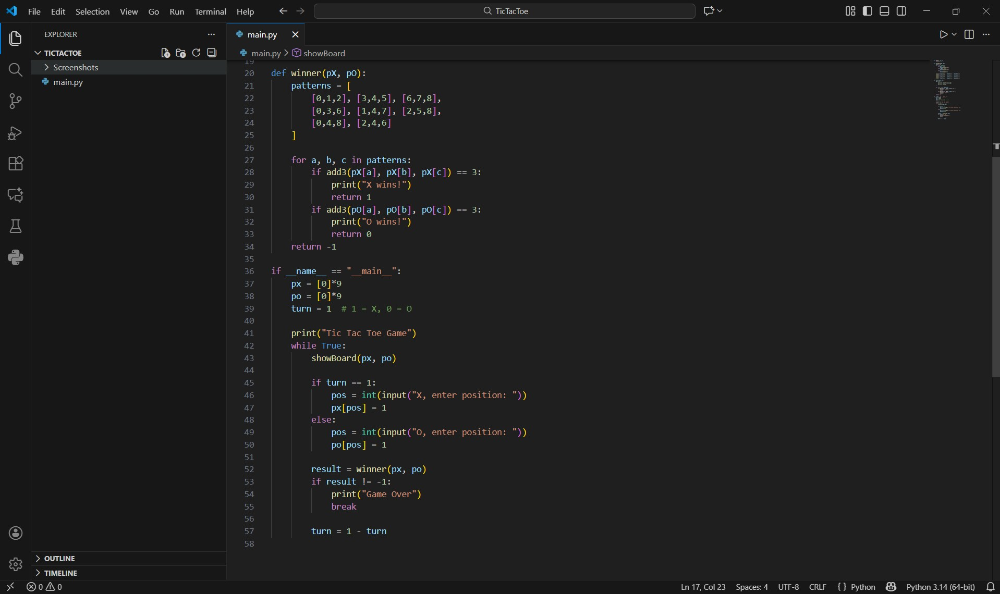 File Edit Selection View Go Run Terminal Help
TicTacToe
EXPLORER
TICTACTOE
Screenshots
main.py
main.py
main.py > showBoard
19
20 def winner(pX, pO):
21     patterns = [
22         [0,1,2], [3,4,5], [6,7,8],
23         [0,3,6], [1,4,7], [2,5,8],
24         [0,4,8], [2,4,6]
25     ]
26
27     for a, b, c in patterns:
28         if add3(pX[a], pX[b], pX[c]) == 3:
29             print("X wins!")
30             return 1
31         if add3(pO[a], pO[b], pO[c]) == 3:
32             print("O wins!")
33             return 0
34     return -1
35
36 if __name__ == "__main__":
37     px = [0]*9
38     po = [0]*9
39     turn = 1  # 1 = X, 0 = O
40
41     print("Tic Tac Toe Game")
42     while True:
43         showBoard(px, po)
44
45         if turn == 1:
46             pos = int(input("X, enter position: "))
47             px[pos] = 1
48         else:
49             pos = int(input("O, enter position: "))
50             po[pos] = 1
51
52         result = winner(px, po)
53         if result != -1:
54             print("Game Over")
55             break
56
57         turn = 1 - turn
58
OUTLINE
TIMELINE
0 0
Ln 17, Col 23 Spaces: 4 UTF-8 CRLF {} Python Python 3.14 (64-bit)